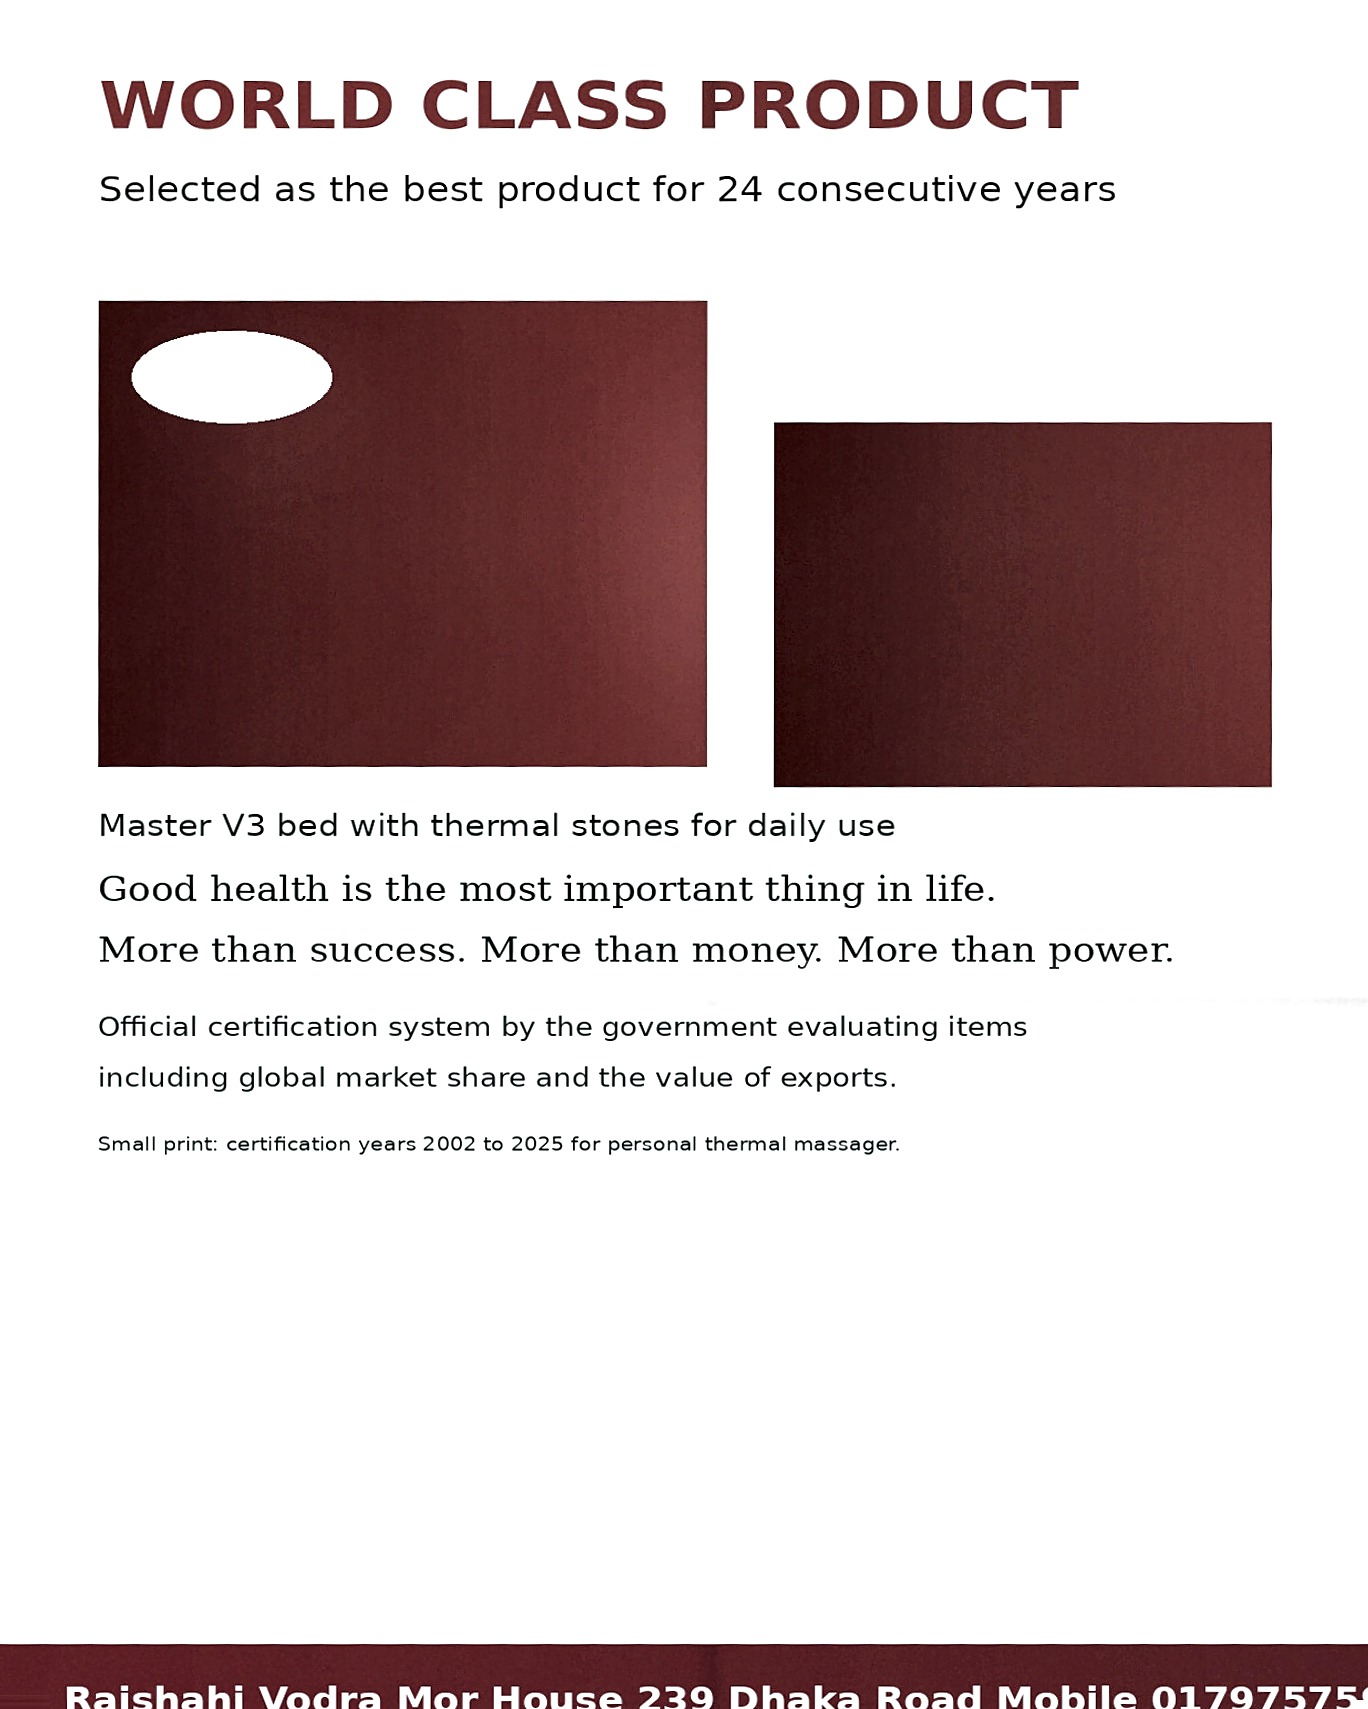 WORLD CLASS PRODUCT
Selected as the best product for 24 consecutive years
Master V3 bed with thermal stones for daily use
Good health is the most important thing in life.
More than success. More than money. More than power.
Official certification system by the government evaluating items
including global market share and the value of exports.
Small print: certification years 2002 to 2025 for personal thermal massager.
Rajshahi Vodra Mor House 239 Dhaka Road Mobile